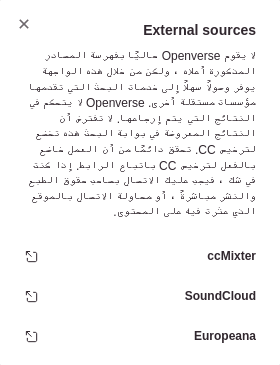 External sources
لا يقوم Openverse حاليًا بفهرسة المصادر
المذكورة أعلاه ، ولكن من خلال هذه الواجهة
يوفر وصولاً سهلاً إلى خدمات البحث التي تقدمها
مؤسسات مستقلة أخرى. Openverse لا يتحكم في
النتائج التي يتم إرجاعها. لا تفترض أن
النتائج المعروضة في بوابة البحث هذه تخضع
لترخيص CC. تحقق دائمًا من أن العمل خاضع
بالفعل لترخيص CC باتباع الرابط. إذا كنت
في شك ، فيجب عليك الاتصال بصاحب حقوق الطبع
والنشر مباشرةً ، أو محاولة الاتصال بالموقع
الذي عثرت فيه على المحتوى.
ccMixter
SoundCloud
Europeana